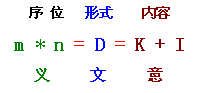 序位 形式 内容
m * n = D = K + I
义 文 意